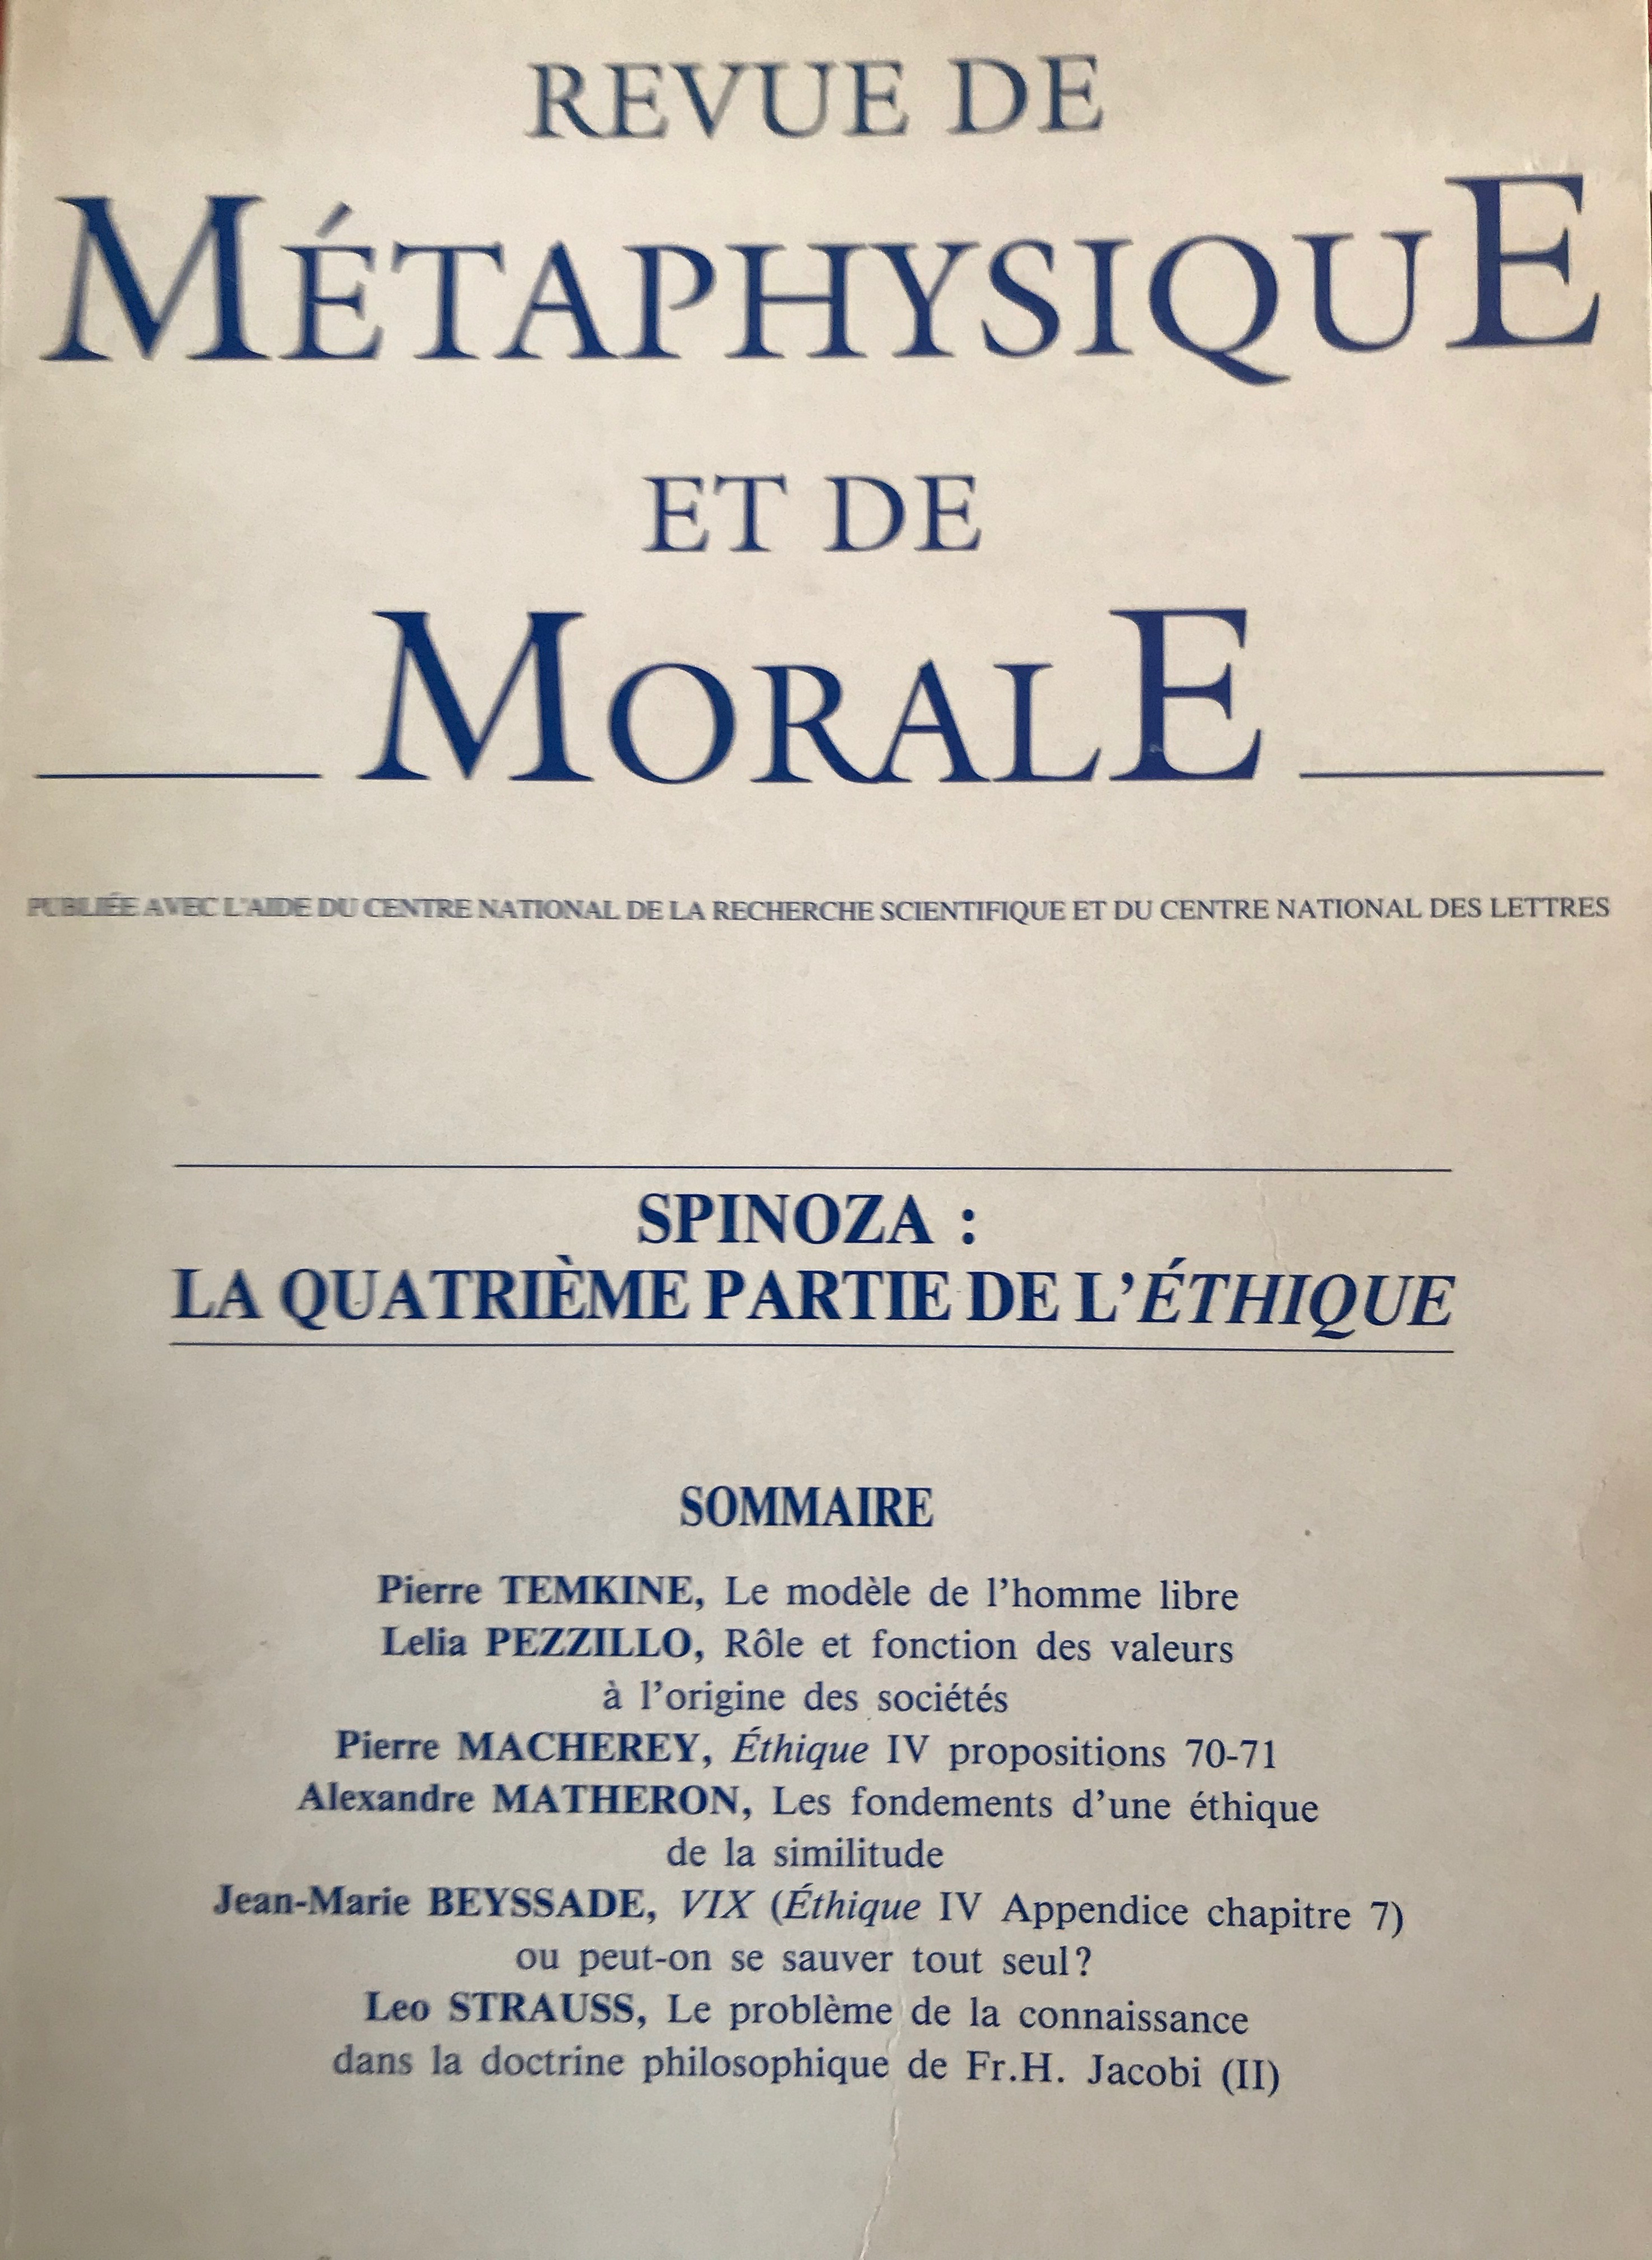 REVUE DE
MÉTAPHYSIQUE
ET DE
MORALE
PUBLIÉE AVEC L'AIDE DU CENTRE NATIONAL DE LA RECHERCHE SCIENTIFIQUE ET DU CENTRE NATIONAL DES LETTRES
SPINOZA :
LA QUATRIÈME PARTIE DE L'ÉTHIQUE
SOMMAIRE
Pierre TEMKINE, Le modèle de l'homme libre
Lelia PEZZILLO, Rôle et fonction des valeurs
à l'origine des sociétés
Pierre MACHEREY, Éthique IV propositions 70-71
Alexandre MATHERON, Les fondements d'une éthique
de la similitude
Jean-Marie BEYSSADE, VIX (Éthique IV Appendice chapitre 7)
ou peut-on se sauver tout seul ?
Leo STRAUSS, Le problème de la connaissance
dans la doctrine philosophique de Fr.H. Jacobi (II)